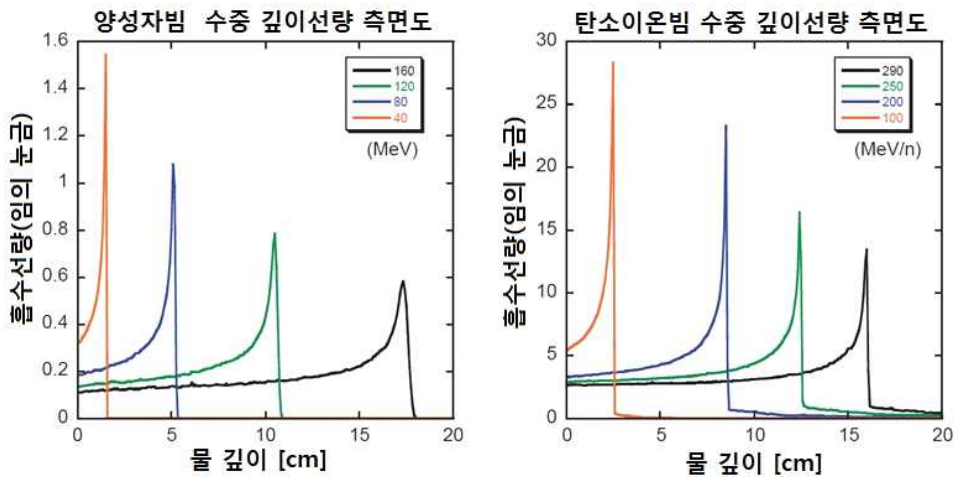 양성자빔 수중 깊이선량 측면도
흡수선량(임의 눈금)
1.6
1.4
1.2
1
0.8
0.6
0.4
0.2
0
160
120
80
40
(MeV)
0 5 10 15 20
물 깊이 [cm]
탄소이온빔 수중 깊이선량 측면도
흡수선량(임의 눈금)
30
25
20
15
10
5
0
290
250
200
100
(MeV/n)
0 5 10 15 20
물 깊이 [cm]